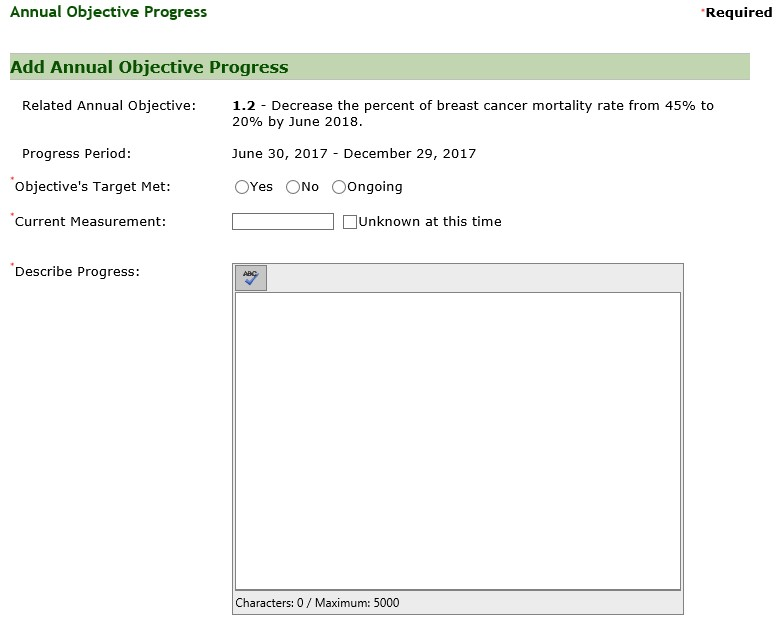 Annual Objective Progress
*Required
Add Annual Objective Progress
Related Annual Objective: 1.2 - Decrease the percent of breast cancer mortality rate from 45% to
20% by June 2018.
Progress Period: June 30, 2017 - December 29, 2017
*Objective's Target Met: Yes No Ongoing
*Current Measurement: Unknown at this time
*Describe Progress:
ABC
Characters: 0 / Maximum: 5000